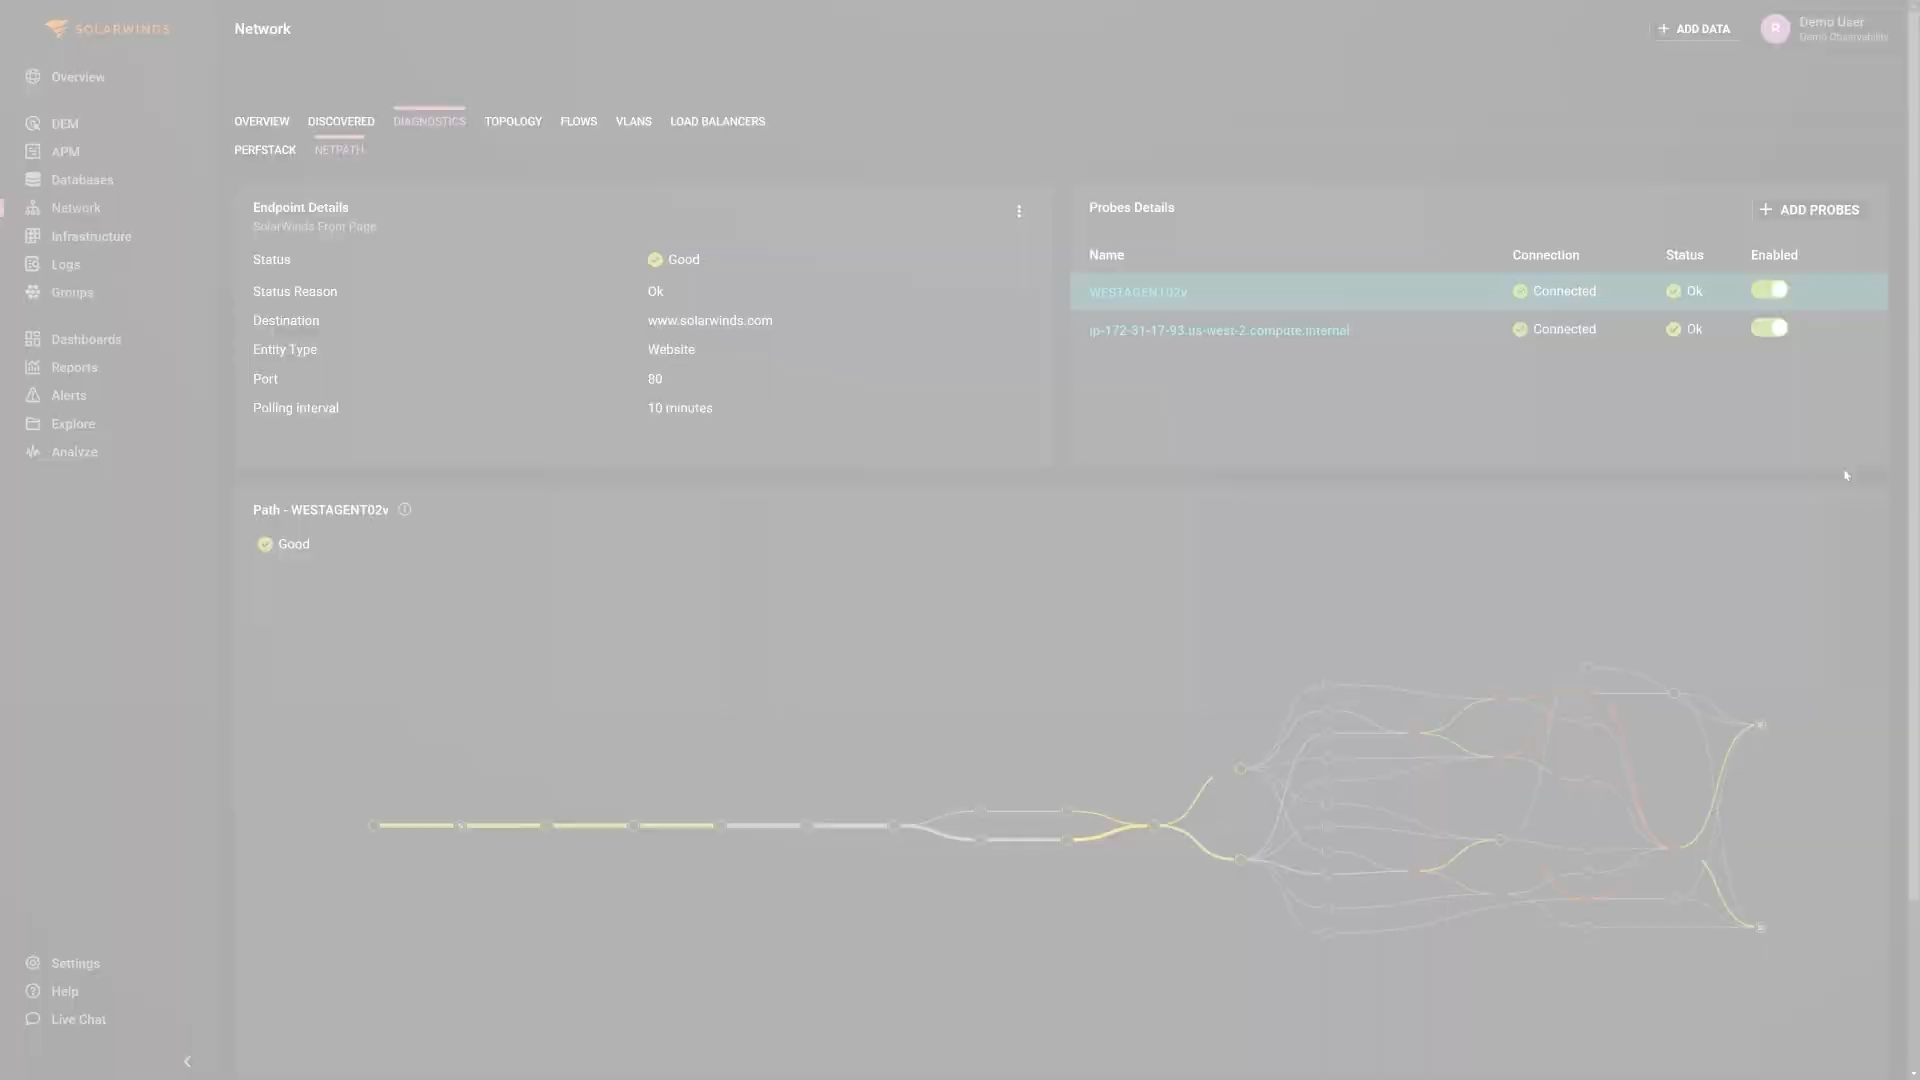 SOLARWINDS
Network
+ ADD DATA
R
Demo User
Demo Observability
Overview
DEM
APM
Databases
Network
Infrastructure
Logs
Groups
Dashboards
Reports
Alerts
Explore
Analyze
Settings
Help
Live Chat
OVERVIEW DISCOVERED DIAGNOSTICS TOPOLOGY FLOWS VLANS LOAD BALANCERS
PERFSTACK NETPATH
Endpoint Details
SolarWinds Front Page
Status Good
Status Reason Ok
Destination www.solarwinds.com
Entity Type Website
Port 80
Polling interval 10 minutes
Probes Details
+ ADD PROBES
Name Connection Status Enabled
WESTAGENT02v Connected Ok
ip-172-31-17-93.us-west-2.compute.internal Connected Ok
Path - WESTAGENT02v
Good